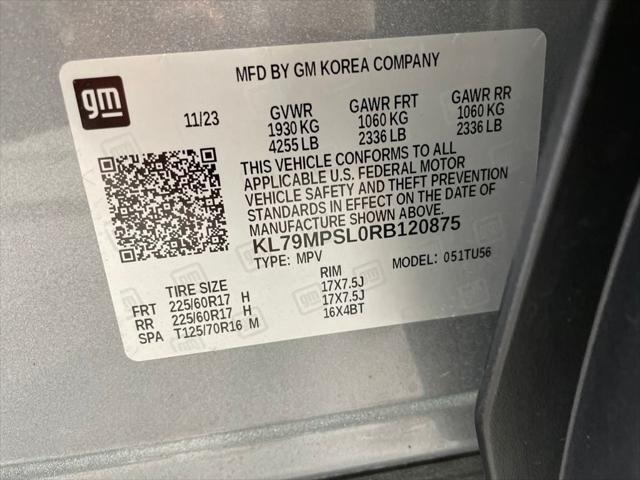 MFD BY GM KOREA COMPANY
gm
11/23 GVWR GAWR FRT GAWR RR
1930 KG 1060 KG 1060 KG
4255 LB 2336 LB 2336 LB
THIS VEHICLE CONFORMS TO ALL
APPLICABLE U.S. FEDERAL MOTOR
VEHICLE SAFETY AND THEFT PREVENTION
STANDARDS IN EFFECT ON THE DATE OF
MANUFACTURE SHOWN ABOVE.
KL79MPSL0RB120875
TYPE: MPV MODEL: 051TU56
TIRE SIZE RIM
FRT 225/60R17 H 17X7.5J
RR 225/60R17 H 17X7.5J
SPA T125/70R16 M 16X4BT